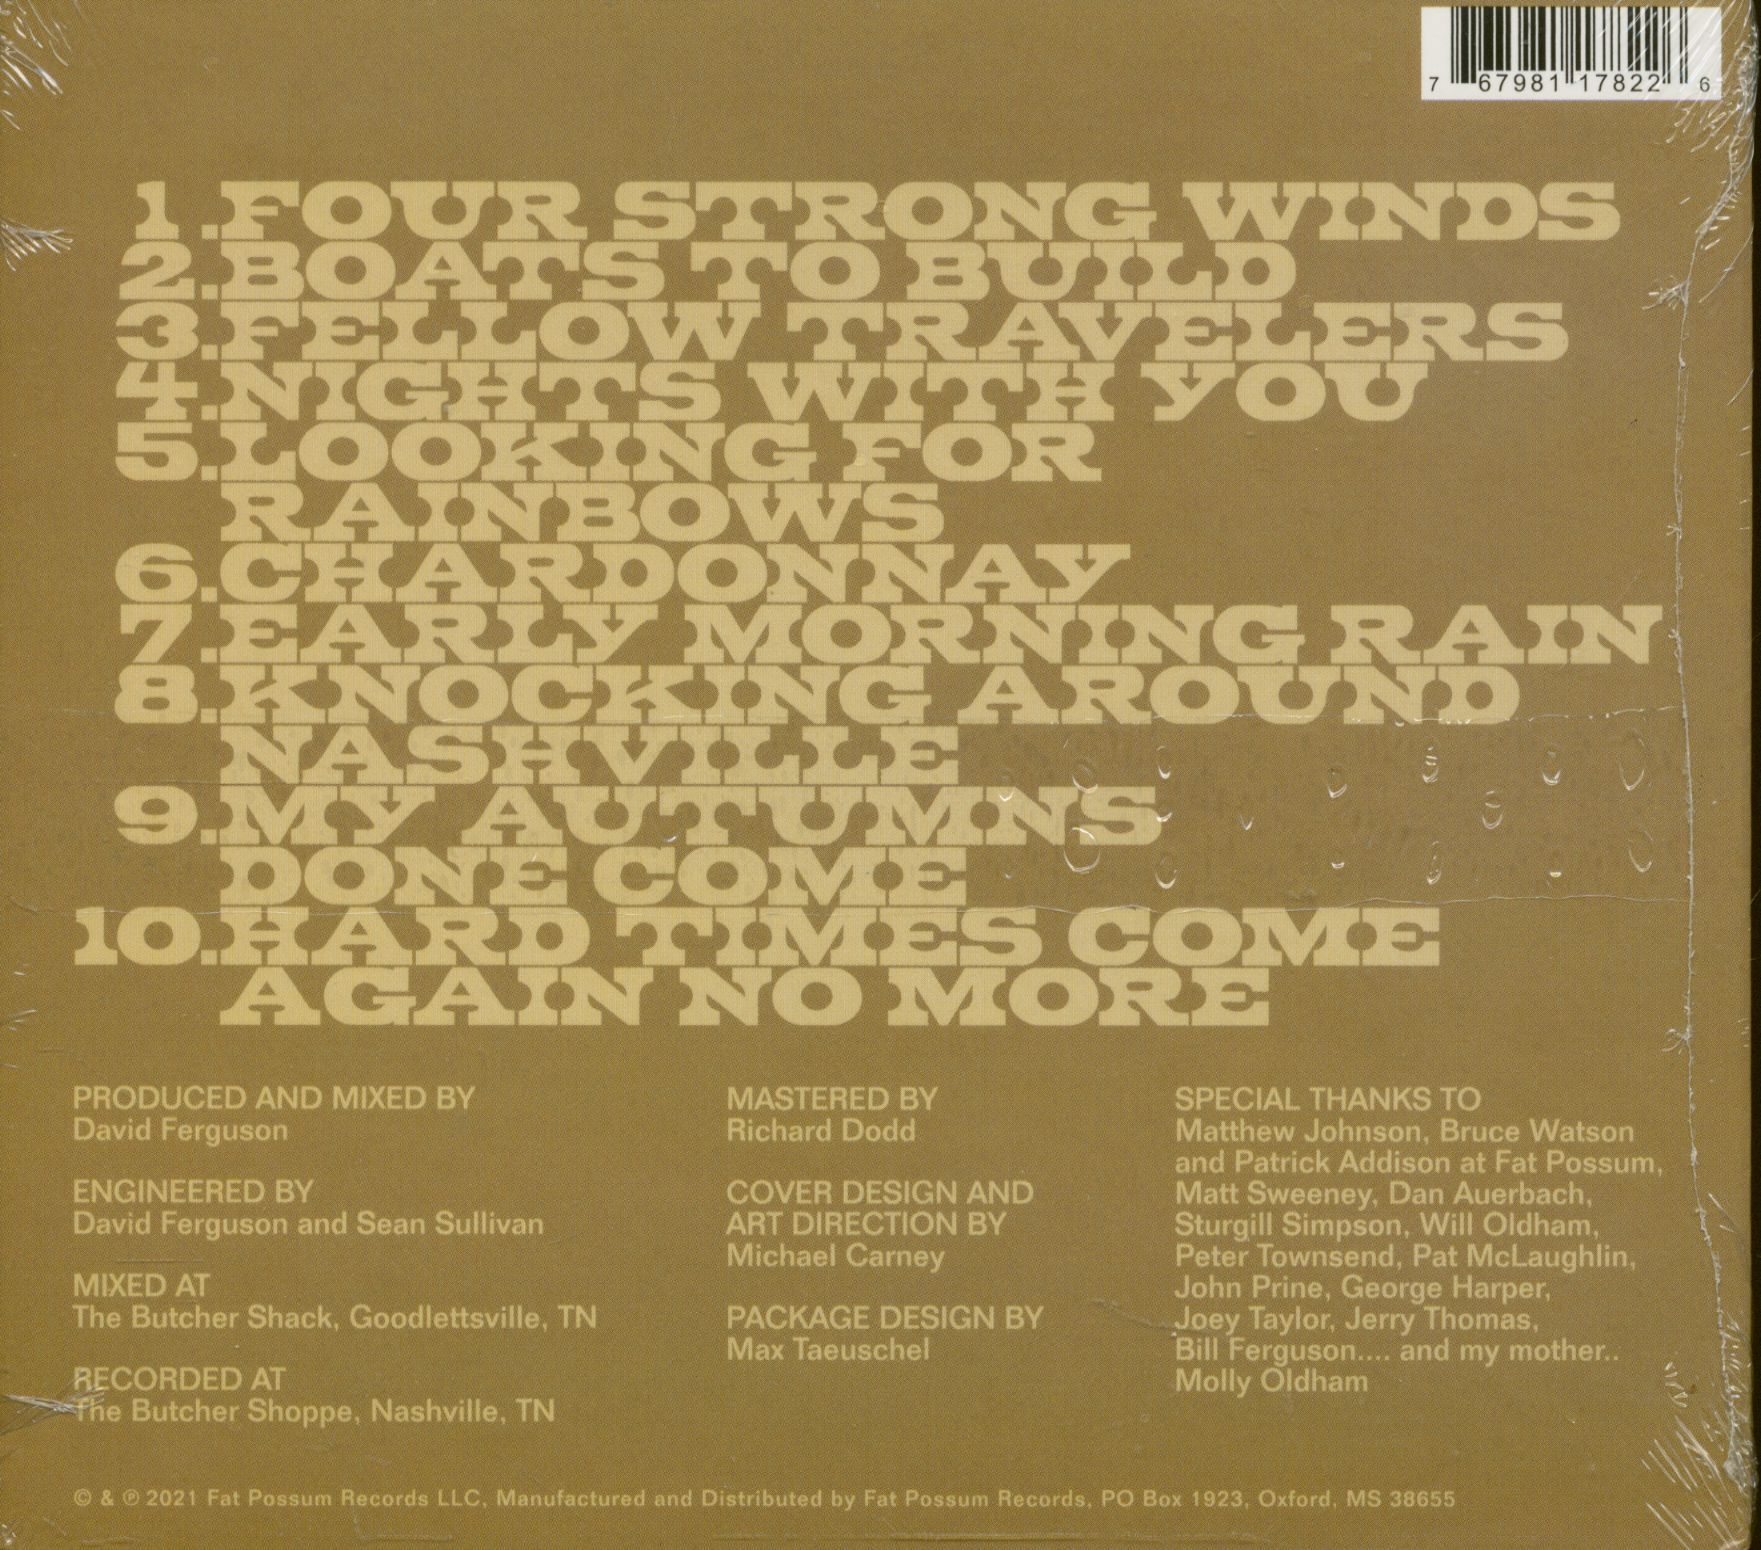 7 67981 17822 6
1. FOUR STRONG WINDS
2. BOATS TO BUILD
3. FELLOW TRAVELERS
4. NIGHTS WITH YOU
5. LOOKING FOR
RAINBOWS
6. CHARDONNAY
7. EARLY MORNING RAIN
8. KNOCKING AROUND
NASHVILLE
9. MY AUTUMNS
DONE COME
10. HARD TIMES COME
AGAIN NO MORE
PRODUCED AND MIXED BY
David Ferguson
ENGINEERED BY
David Ferguson and Sean Sullivan
MIXED AT
The Butcher Shack, Goodlettsville, TN
RECORDED AT
The Butcher Shoppe, Nashville, TN
MASTERED BY
Richard Dodd
COVER DESIGN AND
ART DIRECTION BY
Michael Carney
PACKAGE DESIGN BY
Max Taeuschel
SPECIAL THANKS TO
Matthew Johnson, Bruce Watson
and Patrick Addison at Fat Possum,
Matt Sweeney, Dan Auerbach,
Sturgill Simpson, Will Oldham,
Peter Townsend, Pat McLaughlin,
John Prine, George Harper,
Joey Taylor, Jerry Thomas,
Bill Ferguson.... and my mother..
Molly Oldham
© & ℗ 2021 Fat Possum Records LLC, Manufactured and Distributed by Fat Possum Records, PO Box 1923, Oxford, MS 38655